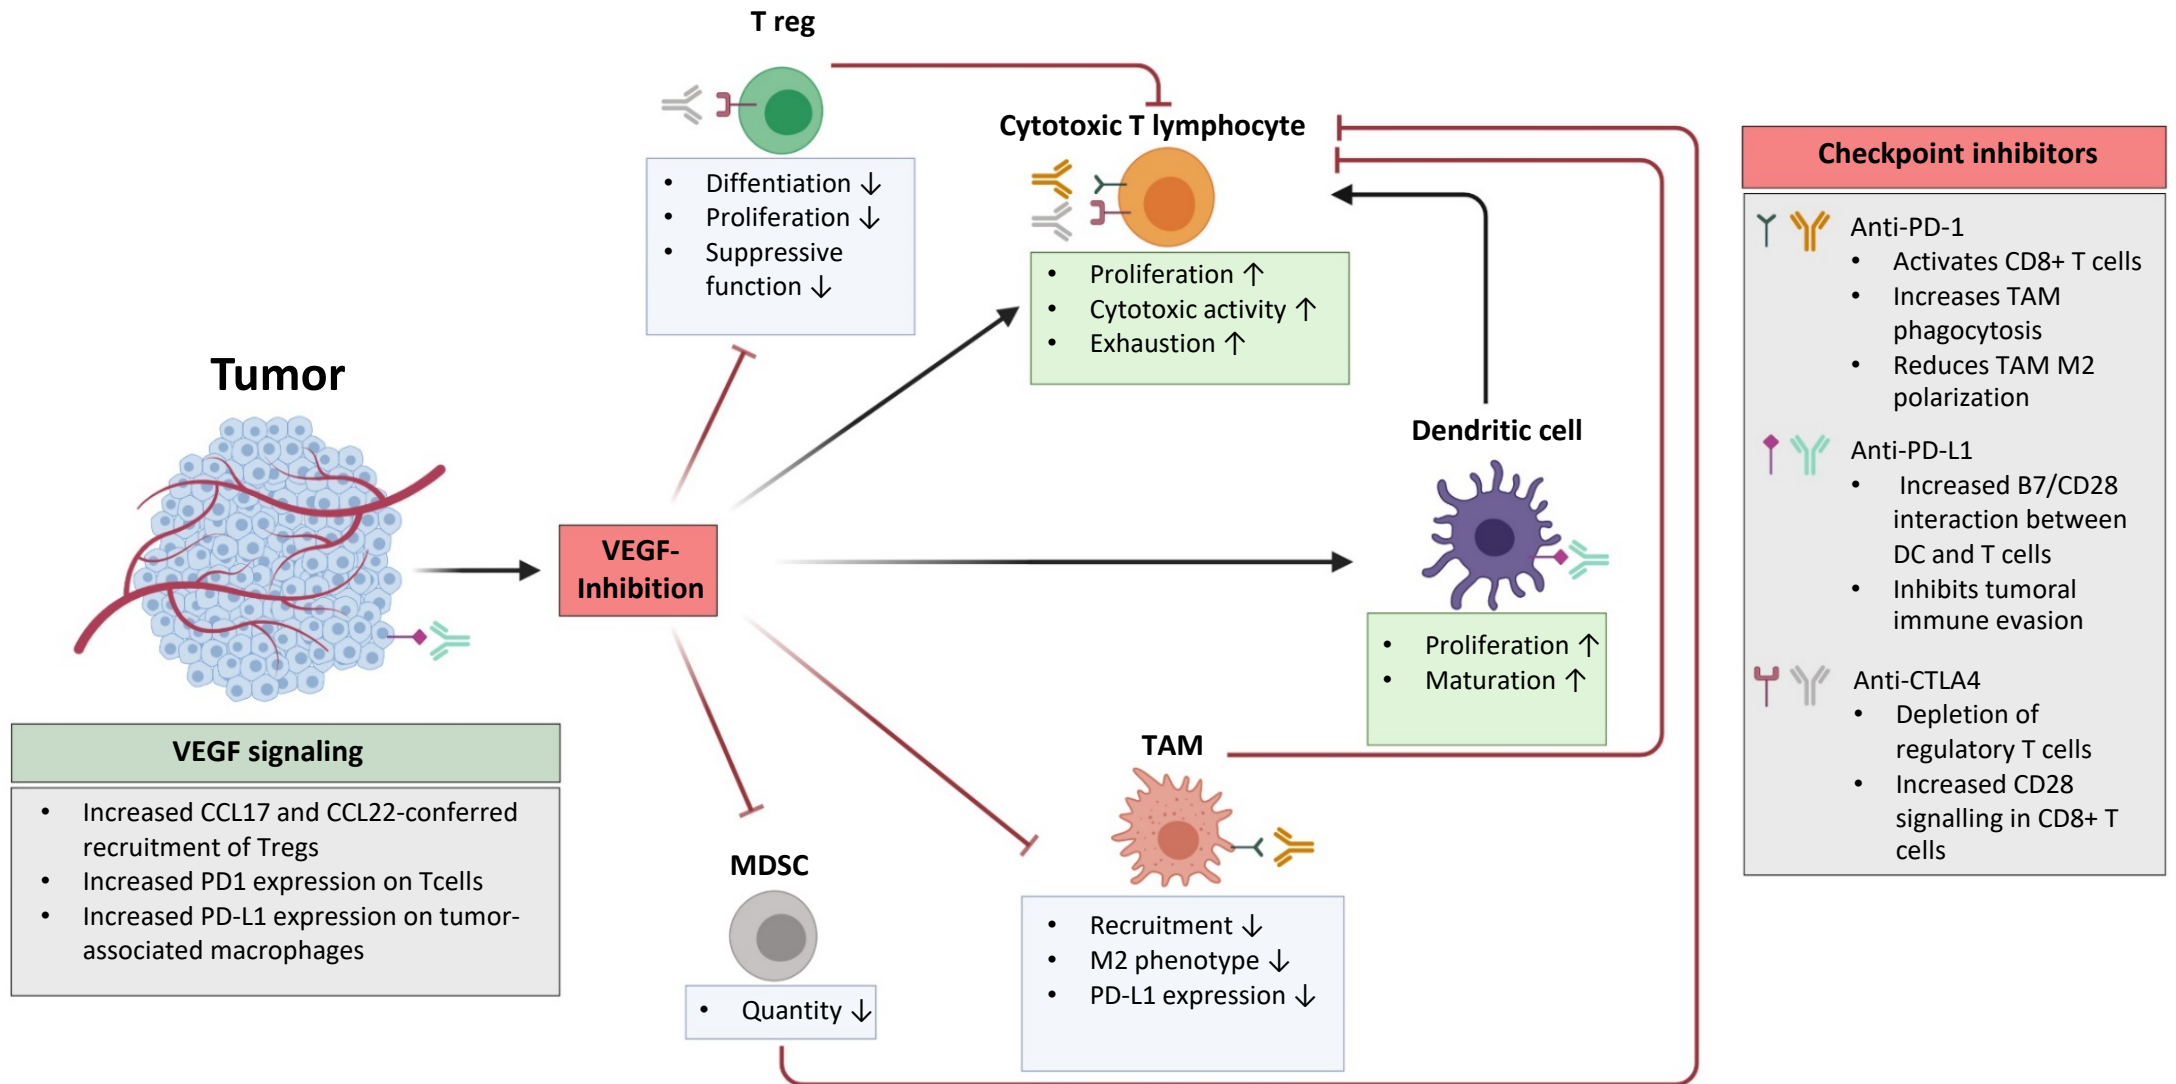 T reg
• Diffentiation ↓
• Proliferation ↓
• Suppressive
function ↓
Cytotoxic T lymphocyte
• Proliferation ↑
• Cytotoxic activity ↑
• Exhaustion ↑
Tumor
VEGF-
Inhibition
VEGF signaling
• Increased CCL17 and CCL22-conferred
recruitment of Tregs
• Increased PD1 expression on Tcells
• Increased PD-L1 expression on tumor-
associated macrophages
Dendritic cell
• Proliferation ↑
• Maturation ↑
TAM
• Recruitment ↓
• M2 phenotype ↓
• PD-L1 expression ↓
MDSC
• Quantity ↓
Checkpoint inhibitors
Anti-PD-1
• Activates CD8+ T cells
• Increases TAM
phagocytosis
• Reduces TAM M2
polarization
Anti-PD-L1
• Increased B7/CD28
interaction between
DC and T cells
• Inhibits tumoral
immune evasion
Anti-CTLA4
• Depletion of
regulatory T cells
• Increased CD28
signalling in CD8+ T
cells